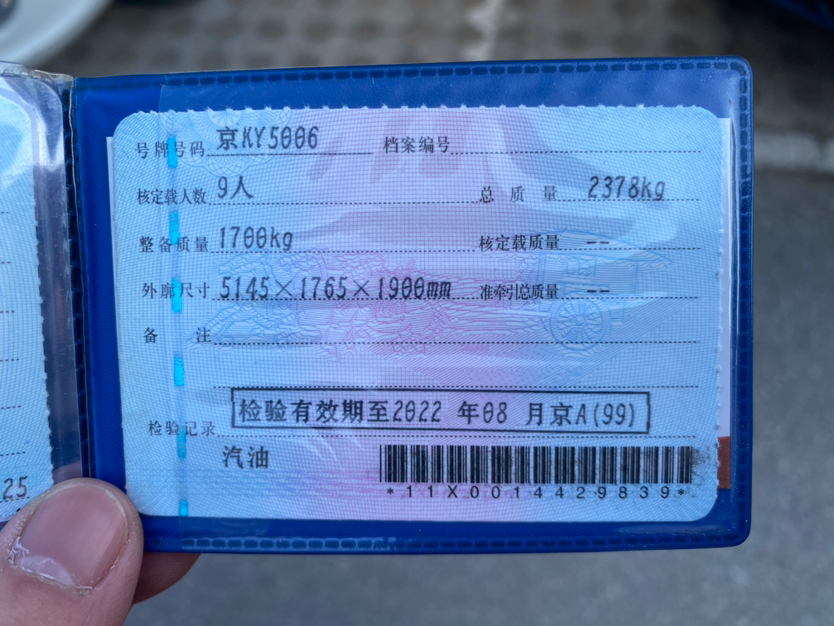 号牌号码 京KY5006 档案编号
核定载人数 9人 总质量 2378kg
整备质量 1700kg 核定载质量 --
外廓尺寸 5145×1765×1900mm 准牵引总质量 --
备注
检验记录 检验有效期至2022年08月京A(99)
汽油
*11X0014429839*
25